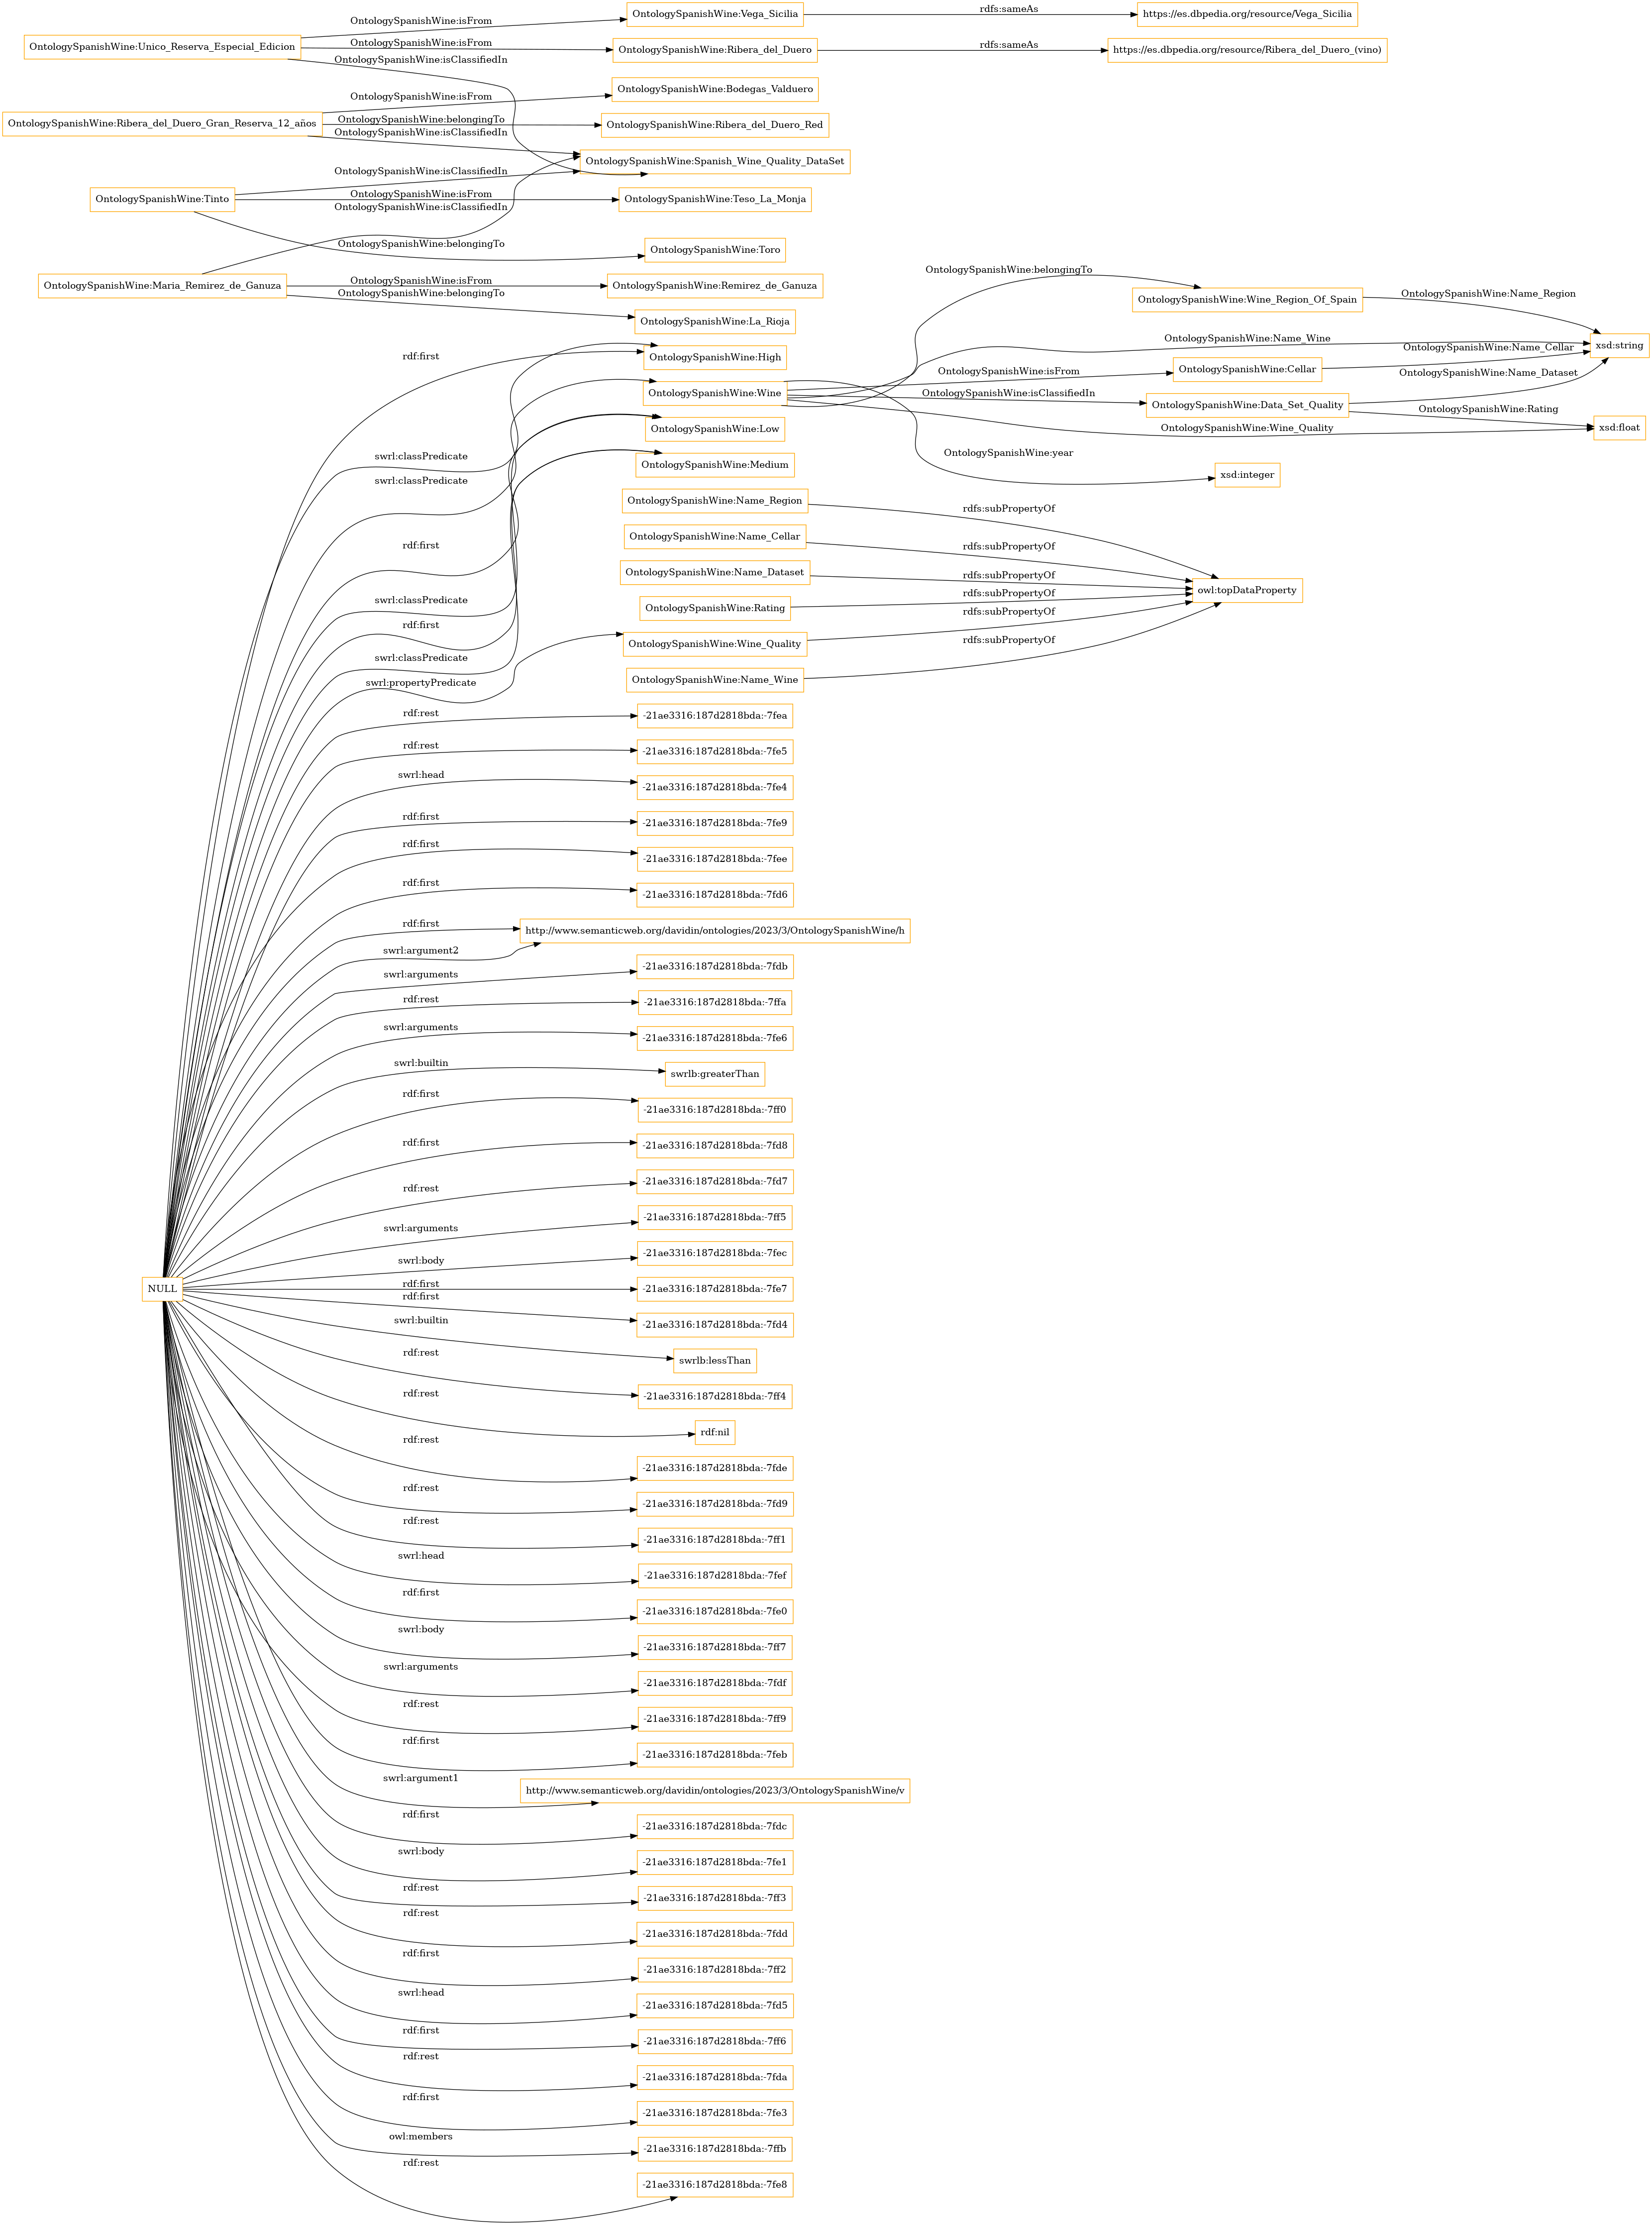 OntologySpanishWine:Unico_Reserva_Especial_Edicion
OntologySpanishWine:isFrom
OntologySpanishWine:Vega_Sicilia
rdfs:sameAs
https://es.dbpedia.org/resource/Vega_Sicilia
OntologySpanishWine:isFrom
OntologySpanishWine:Ribera_del_Duero
rdfs:sameAs
https://es.dbpedia.org/resource/Ribera_del_Duero_(vino)
OntologySpanishWine:isClassifiedIn
OntologySpanishWine:Ribera_del_Duero_Gran_Reserva_12_años
OntologySpanishWine:isFrom
OntologySpanishWine:Bodegas_Valduero
OntologySpanishWine:belongingTo
OntologySpanishWine:Ribera_del_Duero_Red
OntologySpanishWine:isClassifiedIn
OntologySpanishWine:Spanish_Wine_Quality_DataSet
OntologySpanishWine:Tinto
OntologySpanishWine:isClassifiedIn
OntologySpanishWine:isFrom
OntologySpanishWine:Teso_La_Monja
OntologySpanishWine:isClassifiedIn
OntologySpanishWine:belongingTo
OntologySpanishWine:Toro
OntologySpanishWine:Maria_Remirez_de_Ganuza
OntologySpanishWine:isFrom
OntologySpanishWine:Remirez_de_Ganuza
OntologySpanishWine:belongingTo
OntologySpanishWine:La_Rioja
rdf:first
OntologySpanishWine:High
OntologySpanishWine:Wine
OntologySpanishWine:belongingTo
OntologySpanishWine:Wine_Region_Of_Spain
OntologySpanishWine:Name_Region
OntologySpanishWine:Name_Wine
xsd:string
OntologySpanishWine:isFrom
OntologySpanishWine:Cellar
OntologySpanishWine:Name_Cellar
OntologySpanishWine:isClassifiedIn
OntologySpanishWine:Data_Set_Quality
OntologySpanishWine:Name_Dataset
OntologySpanishWine:Rating
OntologySpanishWine:Wine_Quality
xsd:float
OntologySpanishWine:year
xsd:integer
swrl:classPredicate
OntologySpanishWine:Low
swrl:classPredicate
OntologySpanishWine:Medium
OntologySpanishWine:Name_Region
rdfs:subPropertyOf
rdf:first
OntologySpanishWine:Name_Cellar
rdfs:subPropertyOf
OntologySpanishWine:Name_Dataset
rdfs:subPropertyOf
owl:topDataProperty
swrl:classPredicate
OntologySpanishWine:Rating
rdfs:subPropertyOf
rdf:first
OntologySpanishWine:Wine_Quality
rdfs:subPropertyOf
swrl:classPredicate
OntologySpanishWine:Name_Wine
rdfs:subPropertyOf
swrl:propertyPredicate
rdf:rest
-21ae3316:187d2818bda:-7fea
rdf:rest
-21ae3316:187d2818bda:-7fe5
swrl:head
-21ae3316:187d2818bda:-7fe4
rdf:first
-21ae3316:187d2818bda:-7fe9
rdf:first
-21ae3316:187d2818bda:-7fee
rdf:first
-21ae3316:187d2818bda:-7fd6
rdf:first
http://www.semanticweb.org/davidin/ontologies/2023/3/OntologySpanishWine/h
swrl:argument2
swrl:arguments
-21ae3316:187d2818bda:-7fdb
rdf:rest
-21ae3316:187d2818bda:-7ffa
swrl:arguments
-21ae3316:187d2818bda:-7fe6
swrl:builtin
swrlb:greaterThan
rdf:first
-21ae3316:187d2818bda:-7ff0
rdf:first
-21ae3316:187d2818bda:-7fd8
rdf:rest
-21ae3316:187d2818bda:-7fd7
swrl:arguments
-21ae3316:187d2818bda:-7ff5
swrl:body
-21ae3316:187d2818bda:-7fec
NULL
rdf:first
-21ae3316:187d2818bda:-7fe7
rdf:first
-21ae3316:187d2818bda:-7fd4
swrl:builtin
swrlb:lessThan
rdf:rest
-21ae3316:187d2818bda:-7ff4
rdf:rest
rdf:nil
rdf:rest
-21ae3316:187d2818bda:-7fde
rdf:rest
-21ae3316:187d2818bda:-7fd9
rdf:rest
-21ae3316:187d2818bda:-7ff1
swrl:head
-21ae3316:187d2818bda:-7fef
rdf:first
-21ae3316:187d2818bda:-7fe0
swrl:body
-21ae3316:187d2818bda:-7ff7
swrl:arguments
-21ae3316:187d2818bda:-7fdf
rdf:rest
-21ae3316:187d2818bda:-7ff9
rdf:first
-21ae3316:187d2818bda:-7feb
swrl:argument1
http://www.semanticweb.org/davidin/ontologies/2023/3/OntologySpanishWine/v
rdf:first
-21ae3316:187d2818bda:-7fdc
swrl:body
-21ae3316:187d2818bda:-7fe1
rdf:rest
-21ae3316:187d2818bda:-7ff3
rdf:rest
-21ae3316:187d2818bda:-7fdd
rdf:first
-21ae3316:187d2818bda:-7ff2
swrl:head
-21ae3316:187d2818bda:-7fd5
rdf:first
-21ae3316:187d2818bda:-7ff6
rdf:rest
-21ae3316:187d2818bda:-7fda
rdf:first
-21ae3316:187d2818bda:-7fe3
owl:members
-21ae3316:187d2818bda:-7ffb
rdf:rest
-21ae3316:187d2818bda:-7fe8